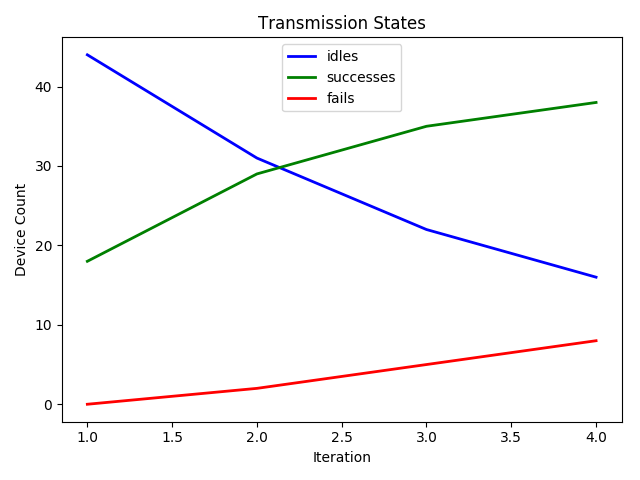 Transmission States
idles
successes
fails
Device Count
40
30
20
10
0
1.0 1.5 2.0 2.5 3.0 3.5 4.0
Iteration